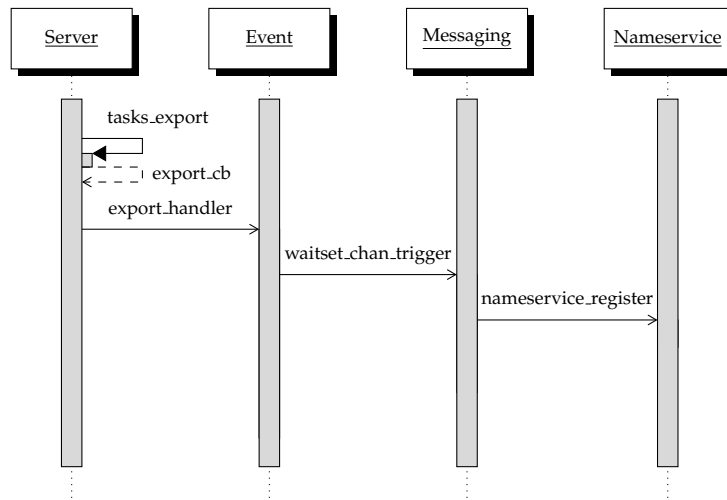 Server
Event
Messaging
Nameservice
tasks_export
export_cb
export_handler
waitset_chan_trigger
nameservice_register